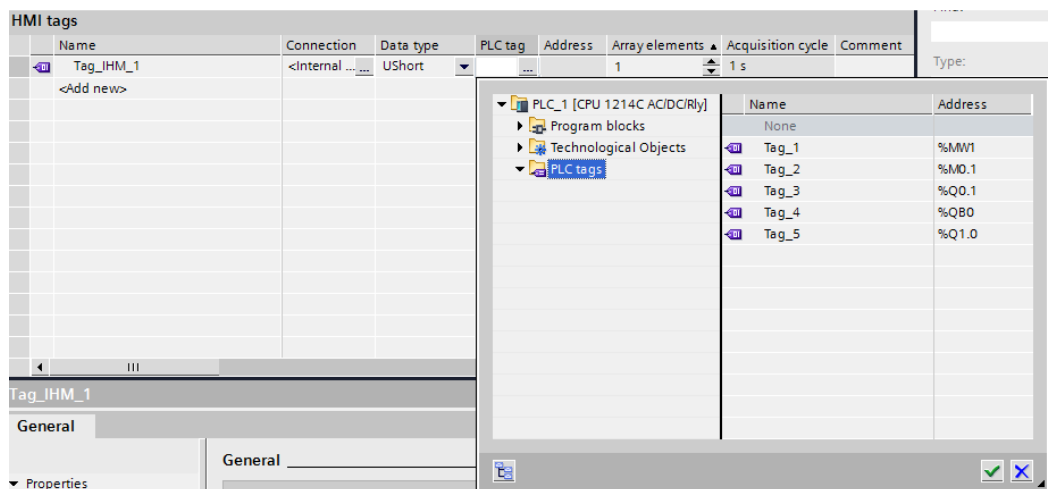 HMI tags
Name Connection Data type PLC tag Address Array elements Acquisition cycle Comment
Tag_IHM_1 <Internal ... ... UShort ... 1 1 s
<Add new>
Type:
PLC_1 [CPU 1214C AC/DC/Rly]
Program blocks
Technological Objects
PLC tags
Name Address
None
Tag_1 %MW1
Tag_2 %M0.1
Tag_3 %Q0.1
Tag_4 %QB0
Tag_5 %Q1.0
Tag_IHM_1
General
General
Properties